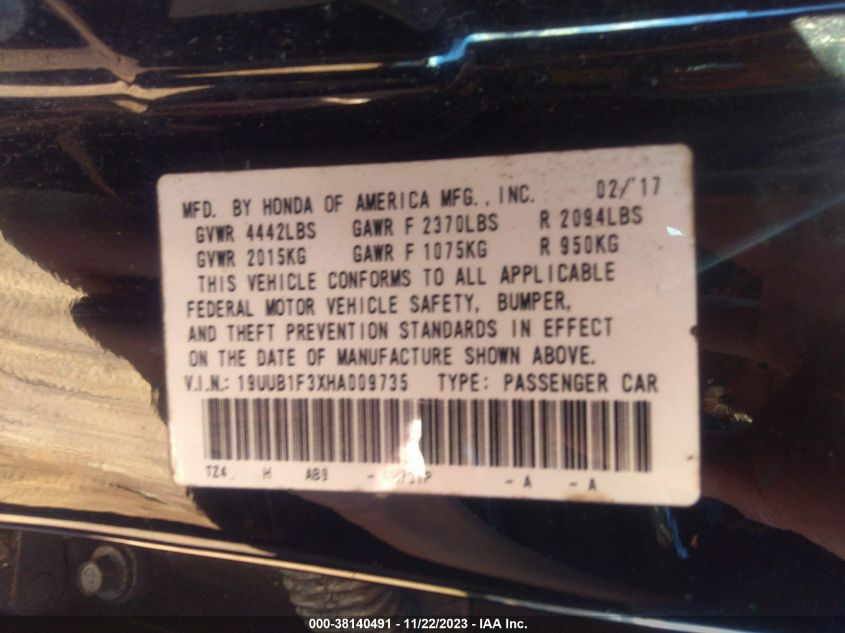 MFD. BY HONDA OF AMERICA MFG., INC. 02/'17
GVWR 4442LBS GAWR F 2370LBS R 2094LBS
GVWR 2015KG GAWR F 1075KG R 950KG
THIS VEHICLE CONFORMS TO ALL APPLICABLE
FEDERAL MOTOR VEHICLE SAFETY, BUMPER,
AND THEFT PREVENTION STANDARDS IN EFFECT
ON THE DATE OF MANUFACTURE SHOWN ABOVE.
V.I.N.: 19UUB1F3XHA009735 TYPE: PASSENGER CAR
TZ4 H AB9 - - A - A
000-38140491 - 11/22/2023 - IAA Inc.